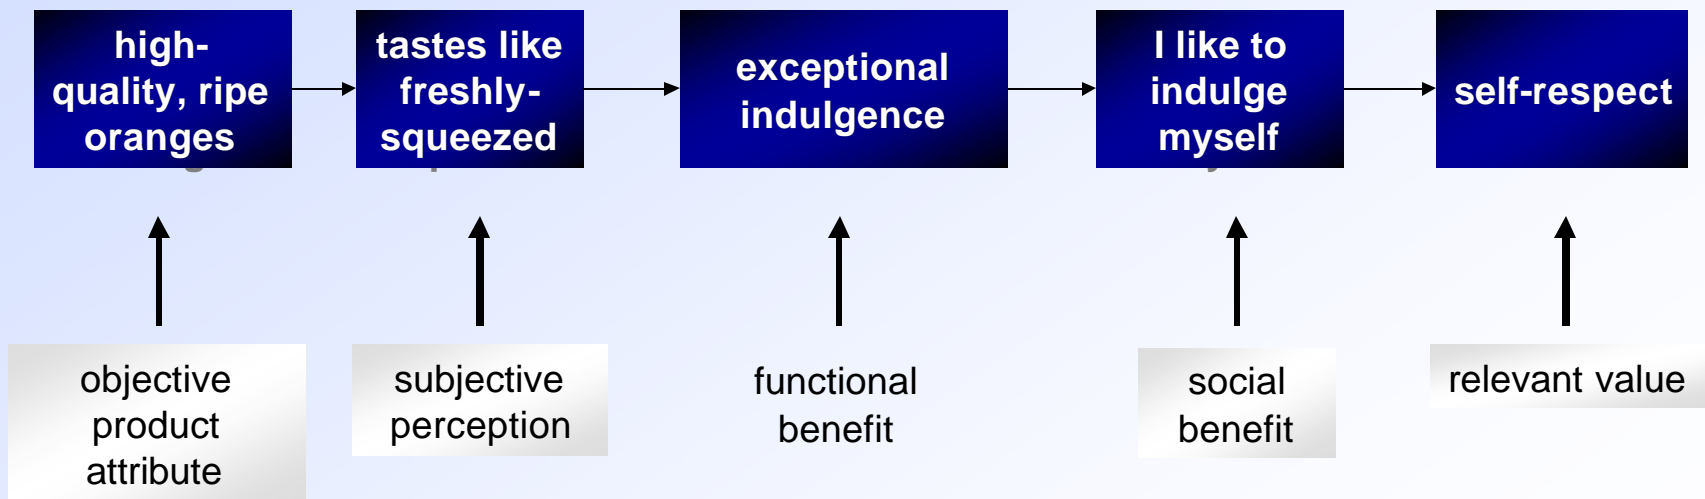 high-
quality, ripe
oranges
tastes like
freshly-
squeezed
exceptional
indulgence
I like to
indulge
myself
self-respect
objective
product
attribute
subjective
perception
functional
benefit
social
benefit
relevant value